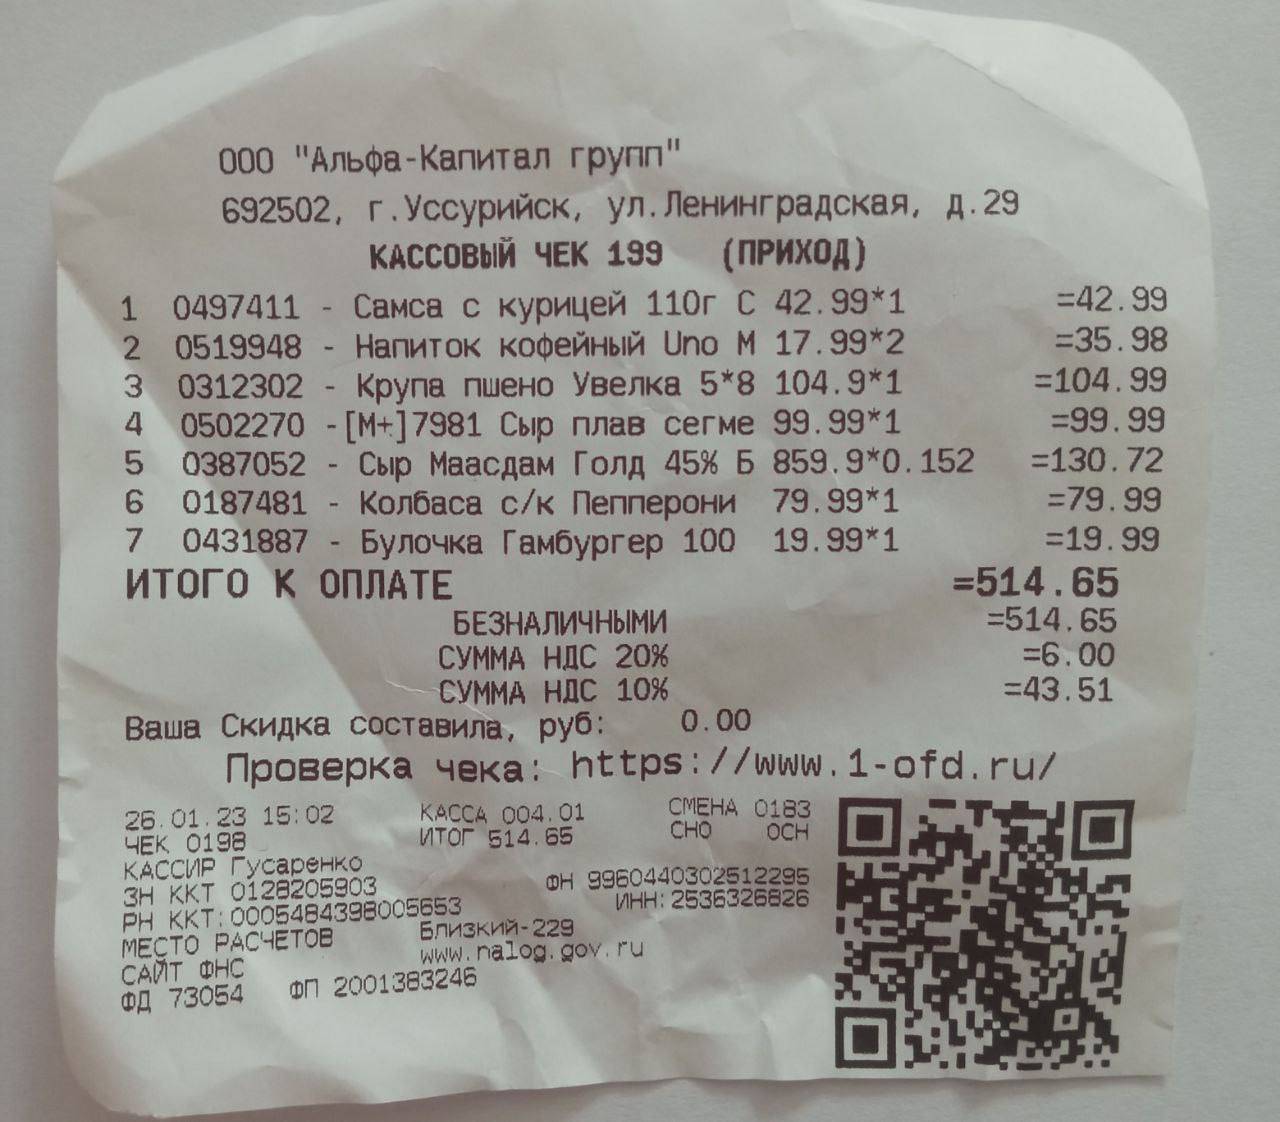 ООО "Альфа-Капитал групп"
692502, г.Уссурийск, ул.Ленинградская, д.29
КАССОВЫЙ ЧЕК 199 (ПРИХОД)
1 0497411 - Самса с курицей 110г С 42.99*1 =42.99
2 0519948 - Напиток кофейный Uno M 17.99*2 =35.98
3 0312302 - Крупа пшено Увелка 5*8 104.9*1 =104.99
4 0502270 -[М+]7981 Сыр плав сегме 99.99*1 =99.99
5 0387052 - Сыр Маасдам Голд 45% Б 859.9*0.152 =130.72
6 0187481 - Колбаса с/к Пепперони 79.99*1 =79.99
7 0431887 - Булочка Гамбургер 100 19.99*1 =19.99
ИТОГО К ОПЛАТЕ =514.65
БЕЗНАЛИЧНЫМИ =514.65
СУММА НДС 20% =6.00
СУММА НДС 10% =43.51
Ваша Скидка составила, руб: 0.00
Проверка чека: https://www.1-ofd.ru/
26.01.23 15:02 КАССА 004.01 СМЕНА 0183
ЧЕК 0198 ИТОГ 514.65 СНО ОСН
КАССИР Гусаренко
ЗН ККТ 0128205903 ФН 9960440302512295
РН ККТ:0005484398005653 ИНН:2536326826
МЕСТО РАСЧЕТОВ Близкий-229
САЙТ ФНС www.nalog.gov.ru
ФД 73054 ФП 2001383246